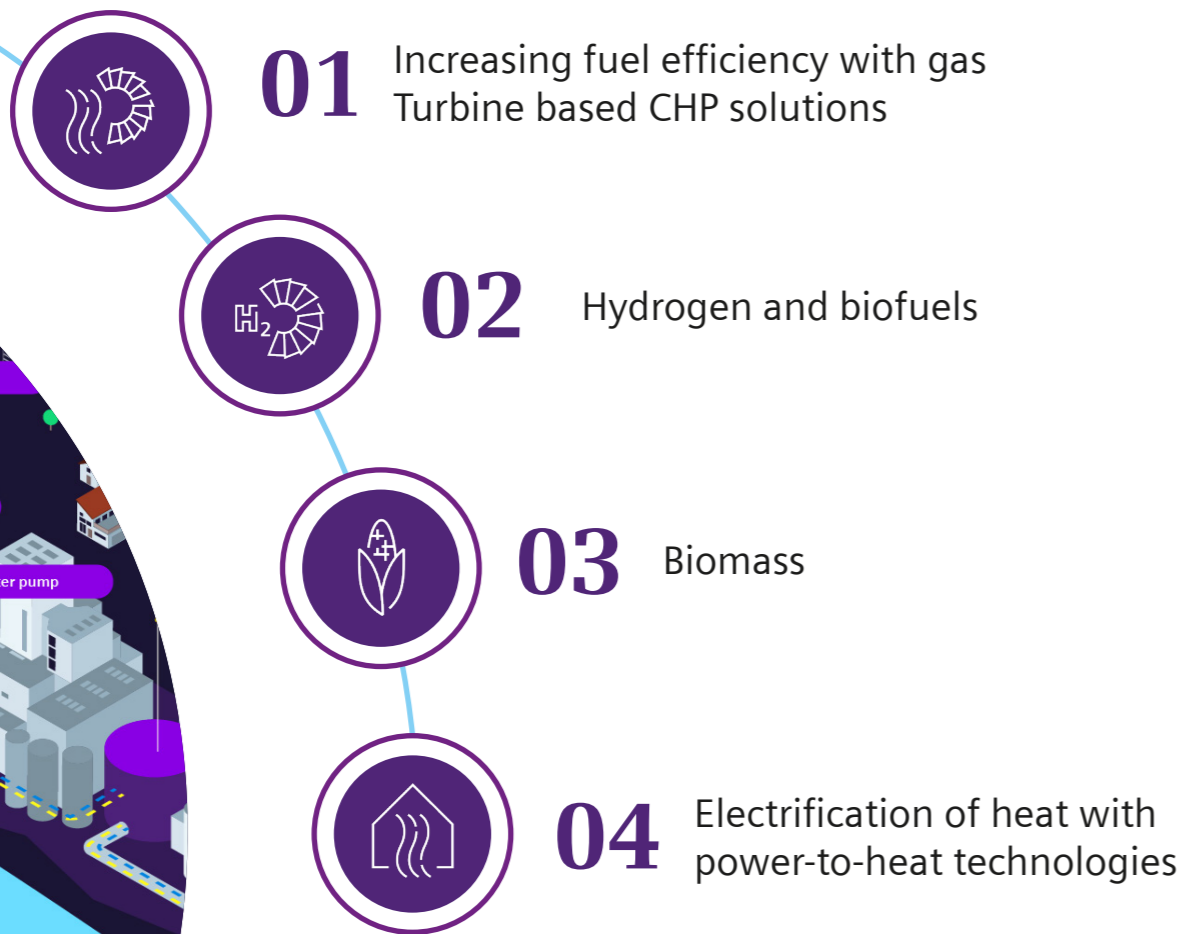 01
Increasing fuel efficiency with gas
Turbine based CHP solutions
H2
02
Hydrogen and biofuels
03
Biomass
pump
04
Electrification of heat with
power-to-heat technologies